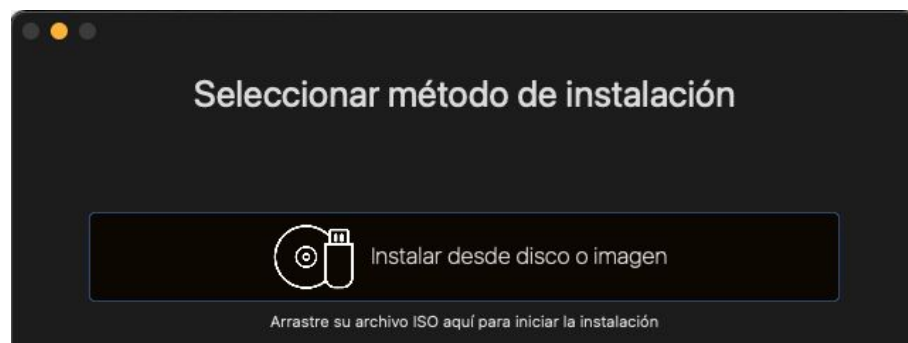 Seleccionar método de instalación
Instalar desde disco o imagen
Arrastre su archivo ISO aquí para iniciar la instalación